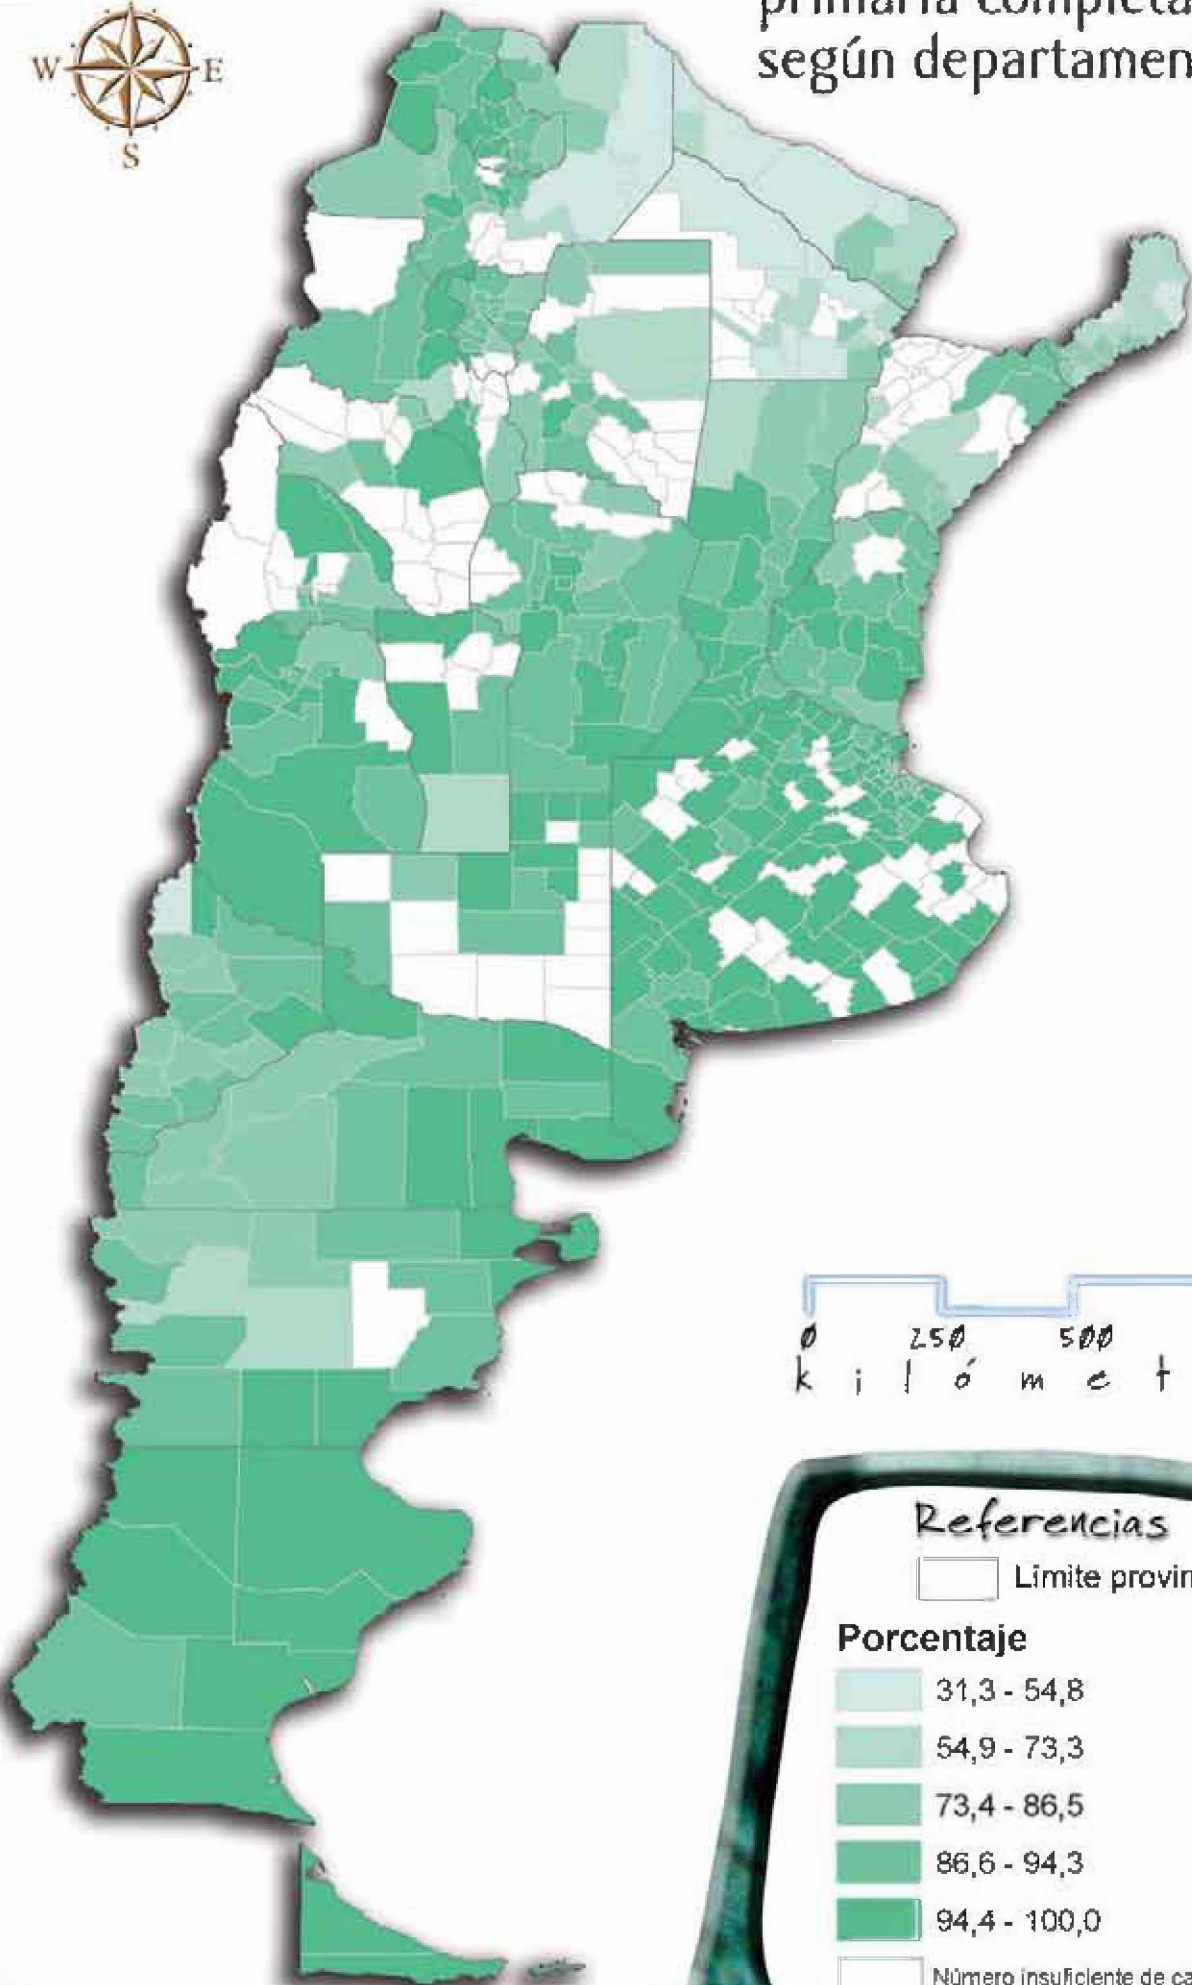 primaria completa
según departamen
W E
S
0 250 500
k i l ó m e t
Referencias
Límite provin
Porcentaje
31,3 - 54,8
54,9 - 73,3
73,4 - 86,5
86,6 - 94,3
94,4 - 100,0
Número insuficiente de ca